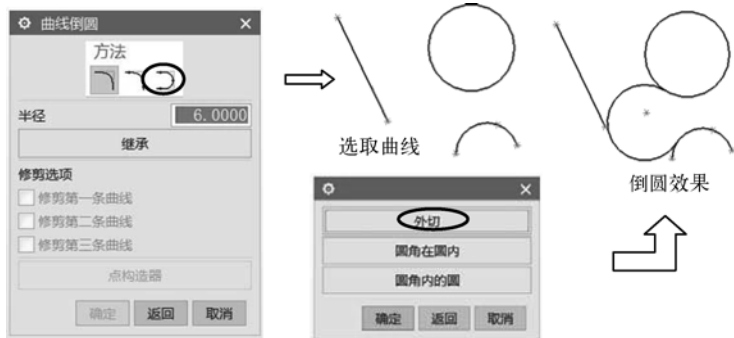 曲线倒圆
方法
半径 6.0000
继承
修剪选项
修剪第一条曲线
修剪第二条曲线
修剪第三条曲线
点构造器
确定 返回 取消
选取曲线
外切
圆角在圆内
圆角内的圆
确定 返回 取消
倒圆效果